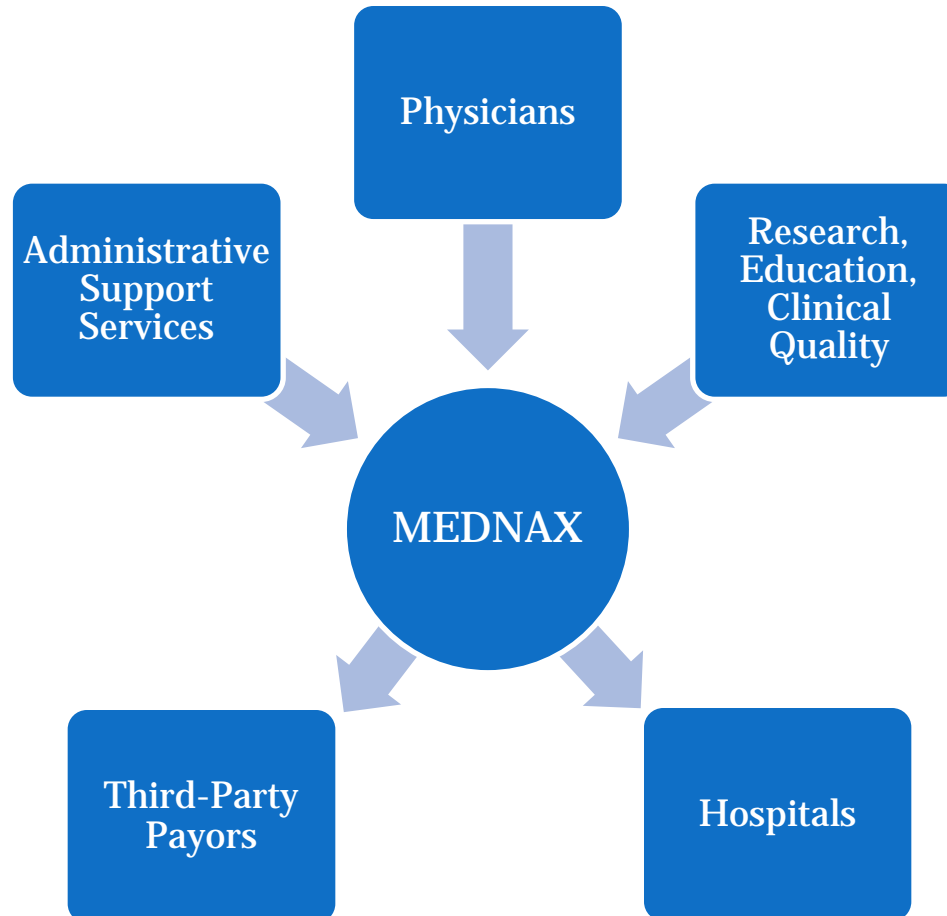 Physicians
Administrative
Support
Services
Research,
Education,
Clinical
Quality
MEDNAX
Third-Party
Payors
Hospitals